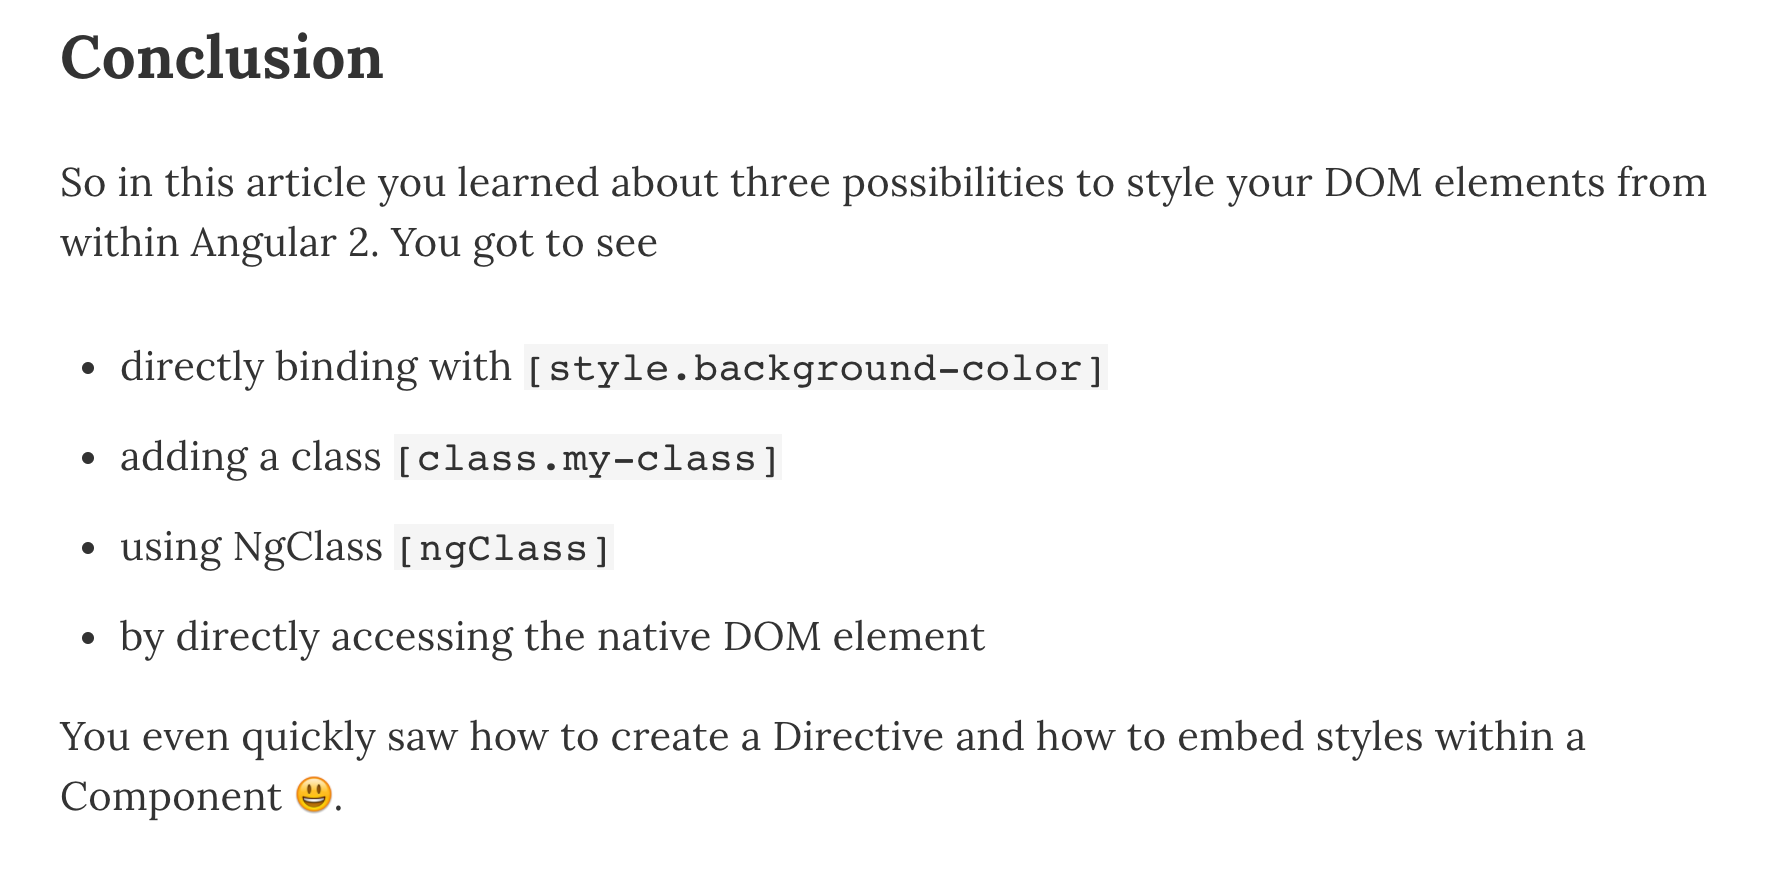 Conclusion
So in this article you learned about three possibilities to style your DOM elements from
within Angular 2. You got to see
• directly binding with [style.background-color]
• adding a class [class.my-class]
• using NgClass [ngClass]
• by directly accessing the native DOM element
You even quickly saw how to create a Directive and how to embed styles within a
Component 😃.